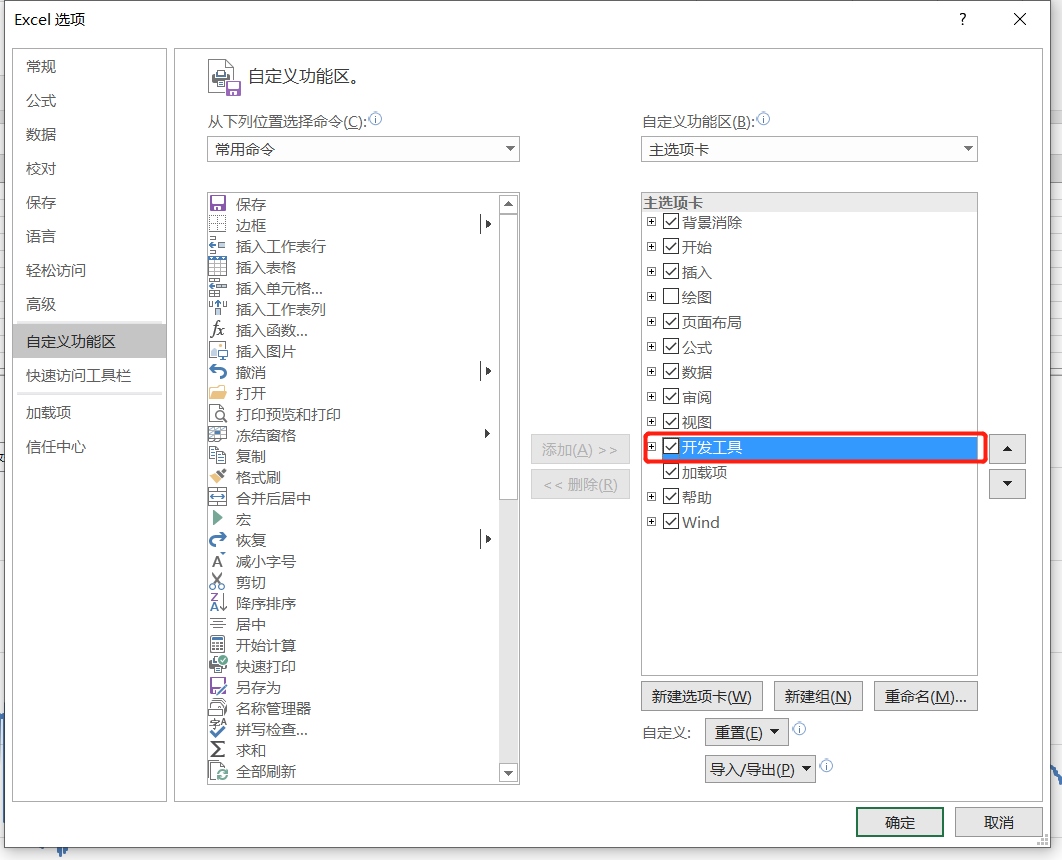 Excel 选项
?
常规
公式
数据
校对
保存
语言
轻松访问
高级
自定义功能区
快速访问工具栏
加载项
信任中心
自定义功能区。
从下列位置选择命令(C):
常用命令
保存
边框
插入工作表行
插入表格
插入单元格...
插入工作表列
插入函数...
插入图片
撤消
打开
打印预览和打印
冻结窗格
复制
格式刷
合并后居中
宏
恢复
减小字号
剪切
降序排序
居中
开始计算
快速打印
另存为
名称管理器
拼写检查...
求和
全部刷新
添加(A) >>
<< 删除(R)
自定义功能区(B):
主选项卡
主选项卡
背景消除
开始
插入
绘图
页面布局
公式
数据
审阅
视图
开发工具
加载项
帮助
Wind
新建选项卡(W) 新建组(N) 重命名(M)...
自定义: 重置(E)
导入/导出(P)
确定 取消